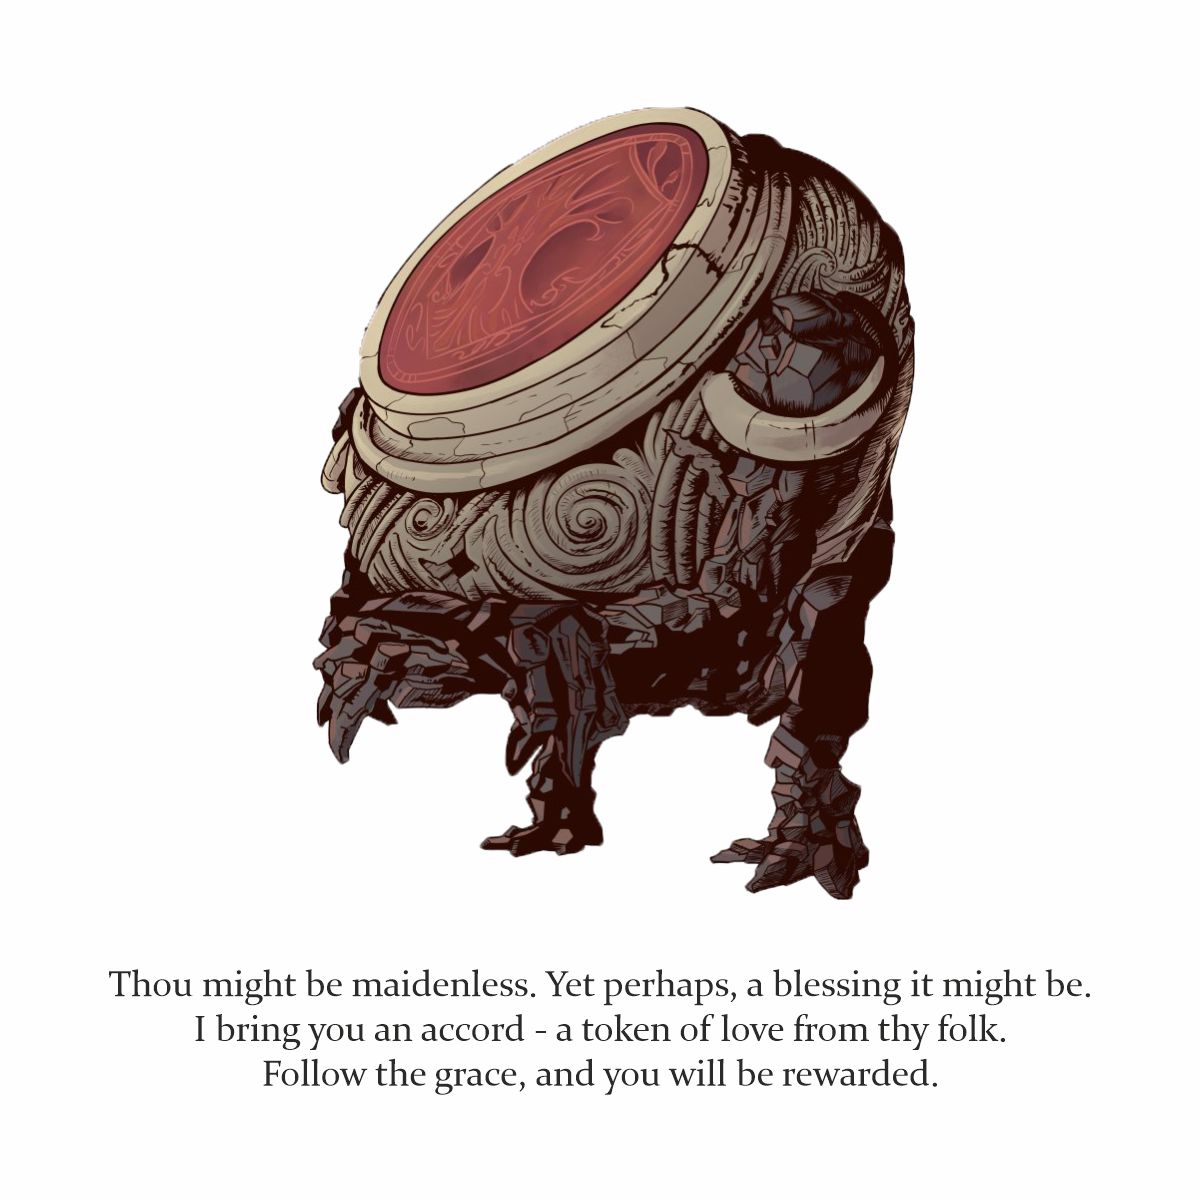 Thou might be maidenless. Yet perhaps, a blessing it might be.
I bring you an accord - a token of love from thy folk.
Follow the grace, and you will be rewarded.